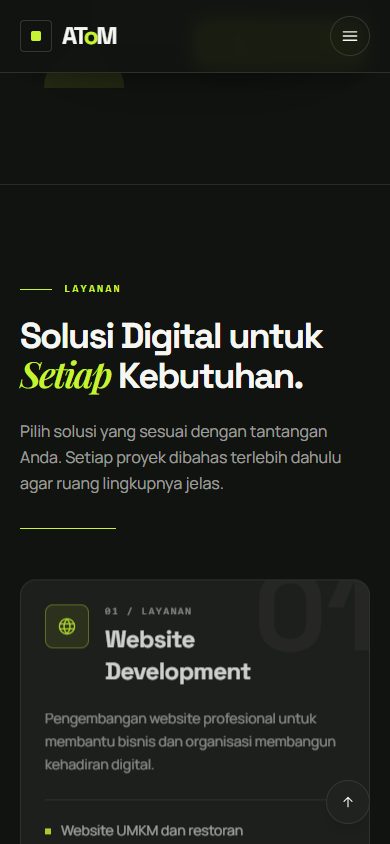 AToM
LAYANAN
Solusi Digital untuk
Setiap Kebutuhan.
Pilih solusi yang sesuai dengan tantangan
Anda. Setiap proyek dibahas terlebih dahulu
agar ruang lingkupnya jelas.
01
01 / LAYANAN
Website
Development
Pengembangan website profesional untuk
membantu bisnis dan organisasi membangun
kehadiran digital.
Website UMKM dan restoran